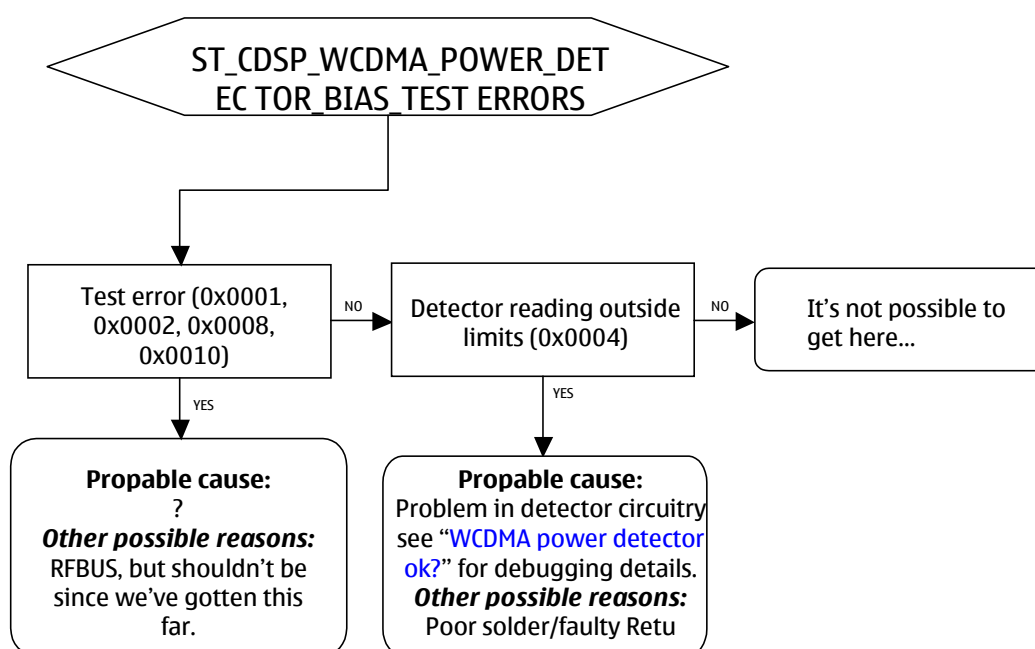 ST_CDSP_WCDMA_POWER_DET
EC TOR_BIAS_TEST ERRORS
Test error (0x0001,
0x0002, 0x0008,
0x0010)
NO
Detector reading outside
limits (0x0004)
NO
It's not possible to
get here...
YES
YES
Propable cause:
?
Other possible reasons:
RFBUS, but shouldn't be
since we've gotten this
far.
Propable cause:
Problem in detector circuitry
see “WCDMA power detector
ok?” for debugging details.
Other possible reasons:
Poor solder/faulty Retu